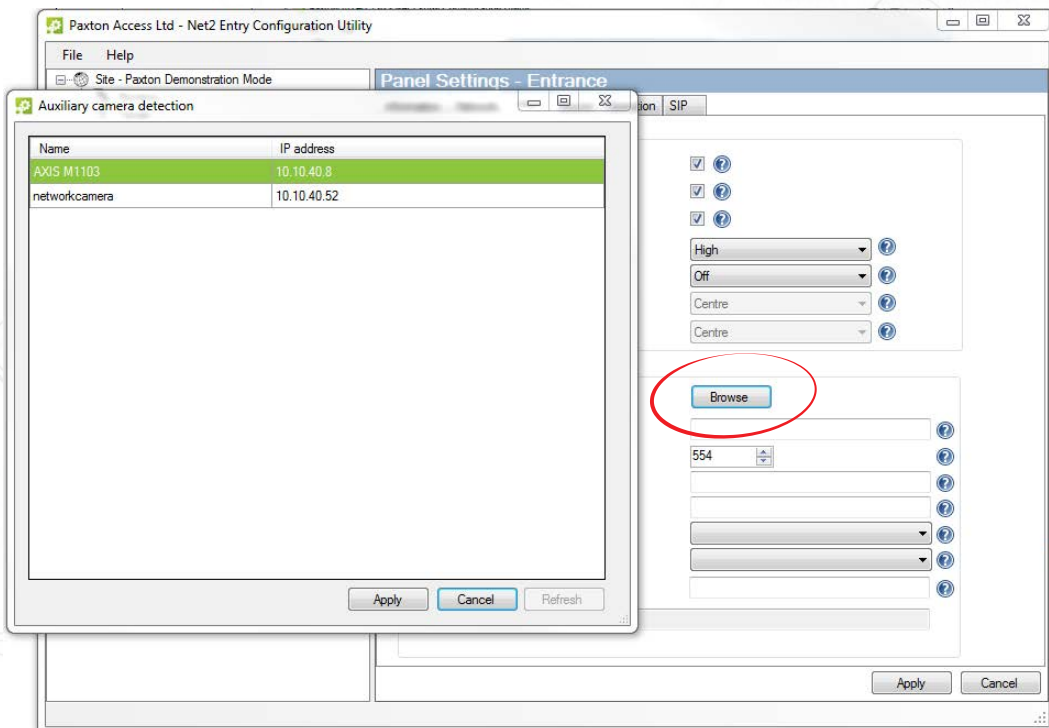 Paxton Access Ltd - Net2 Entry Configuration Utility
File Help
Site - Paxton Demonstration Mode
Panel Settings - Entrance
Auxiliary camera detection
SIP
Name IP address
AXIS M1103 10.10.40.8
networkcamera 10.10.40.52
High
Off
Centre
Centre
Browse
554
Apply Cancel Refresh
Apply Cancel